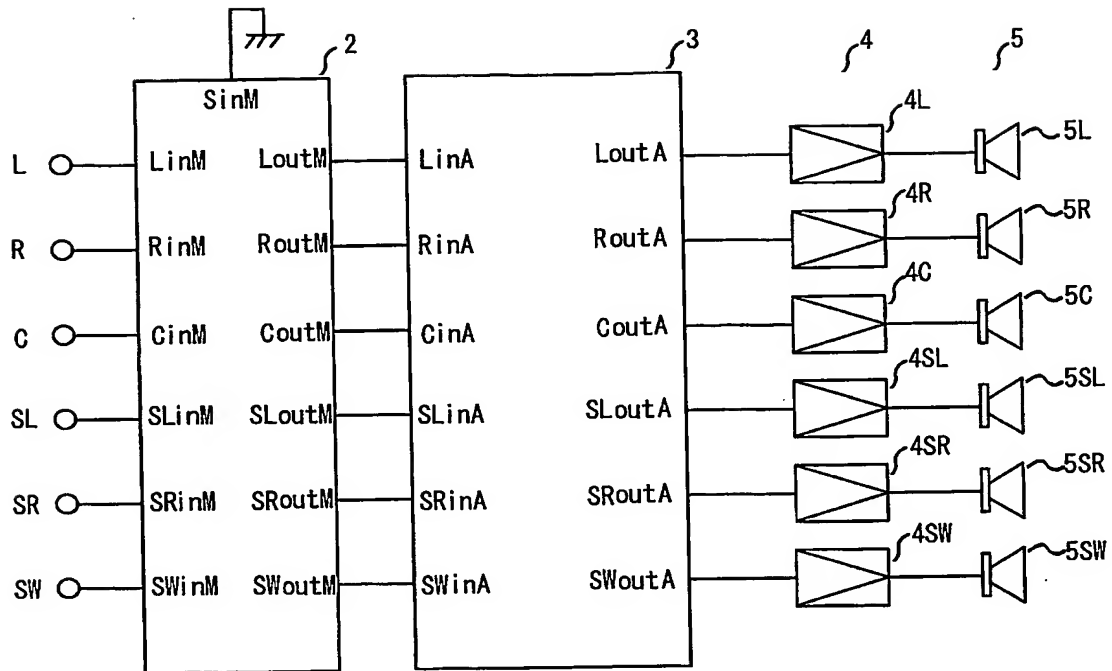 2 3 4 5
SinM
4L 5L
L LinM LoutM LinA LoutA
4R 5R
R RinM RoutM RinA RoutA
4C 5C
C CinM CoutM CinA CoutA
4SL 5SL
SL SLinM SLoutM SLinA SLoutA
4SR 5SR
SR SRinM SRoutM SRinA SRoutA
4SW 5SW
SW SWinM SWoutM SWinA SWoutA